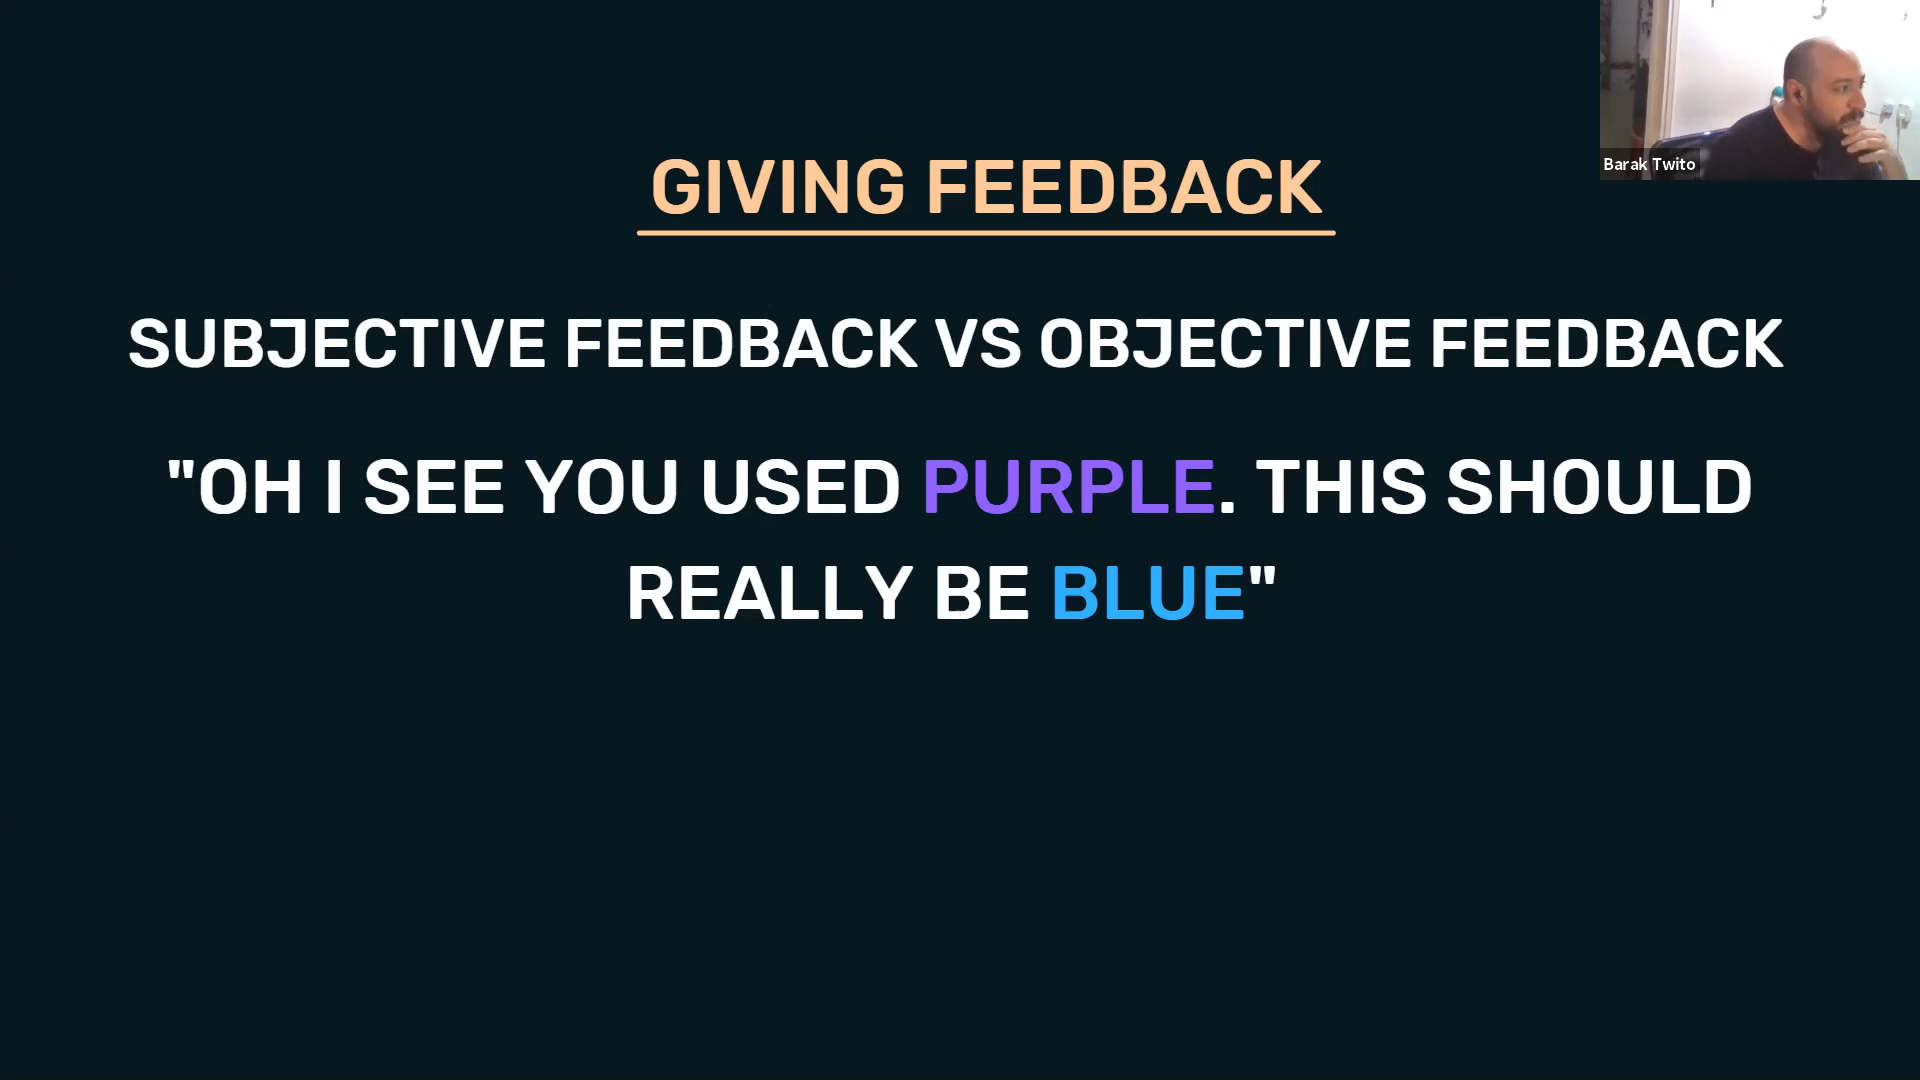 GIVING FEEDBACK
SUBJECTIVE FEEDBACK VS OBJECTIVE FEEDBACK
"OH I SEE YOU USED PURPLE. THIS SHOULD
REALLY BE BLUE"
Barak Twito